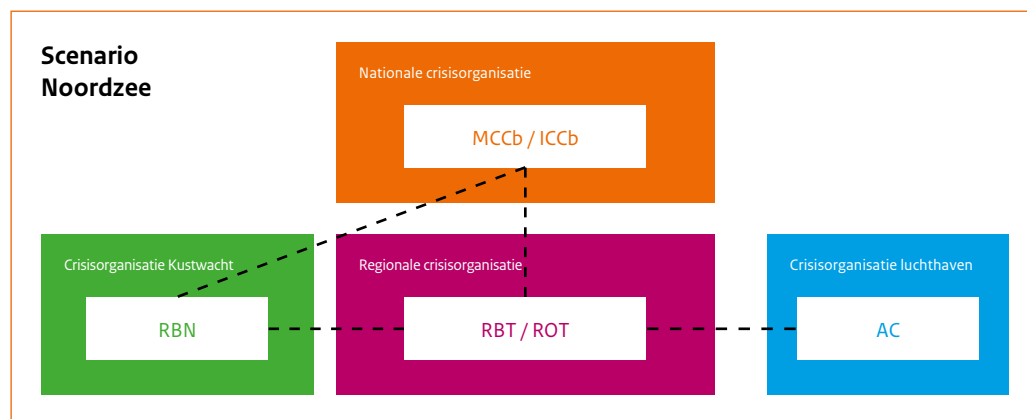 Scenario
Noordzee
Nationale crisisorganisatie
MCCb / ICCb
Crisisorganisatie Kustwacht
RBN
Regionale crisisorganisatie
RBT / ROT
Crisisorganisatie luchthaven
AC